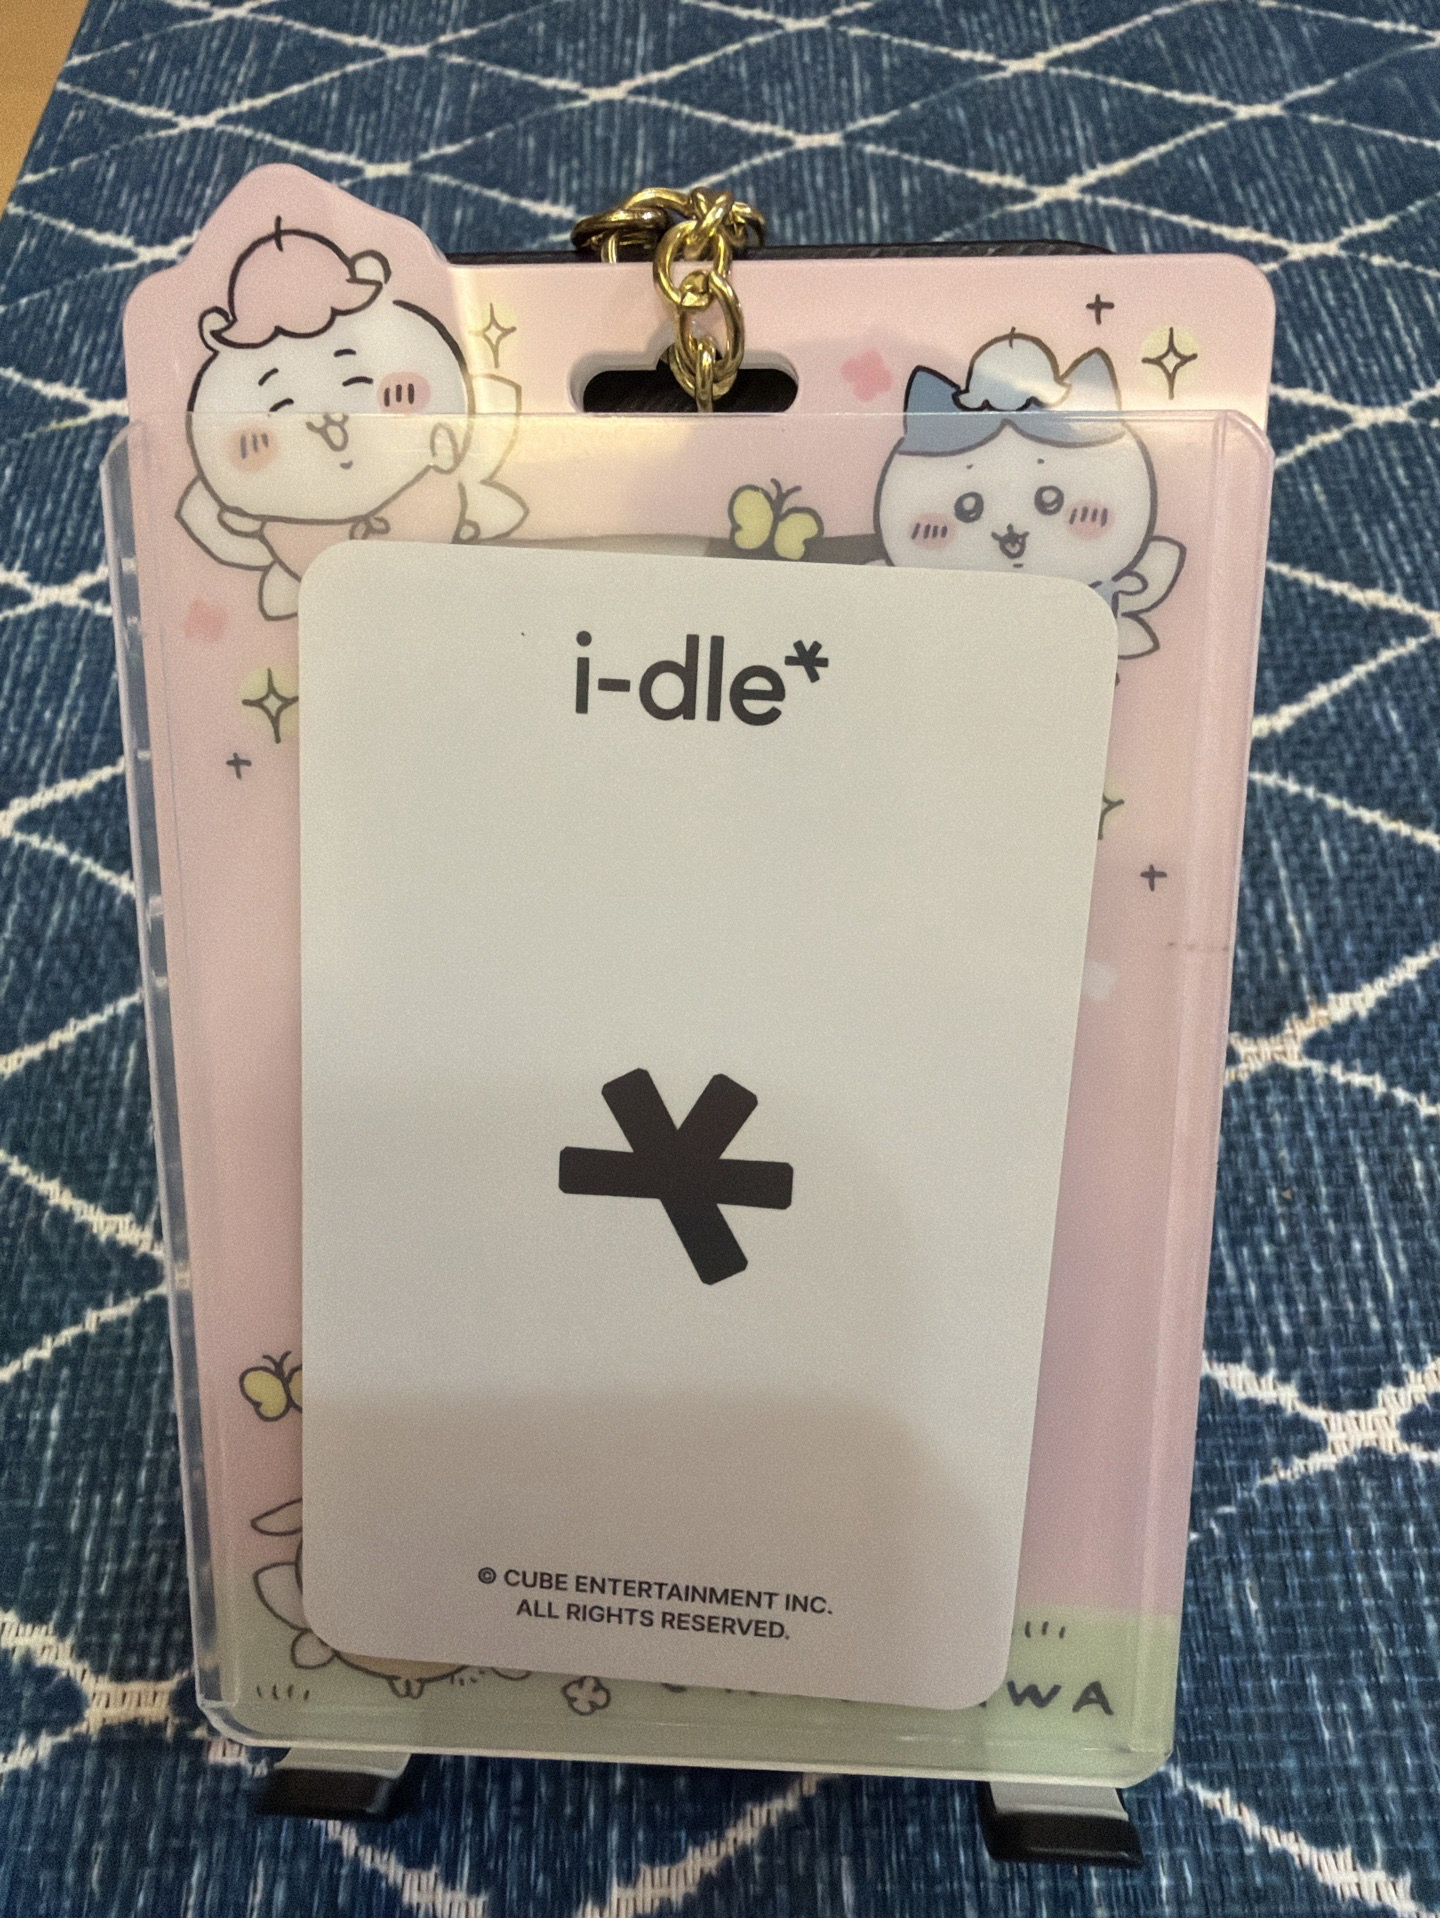 i-dle*
© CUBE ENTERTAINMENT INC.
ALL RIGHTS RESERVED.